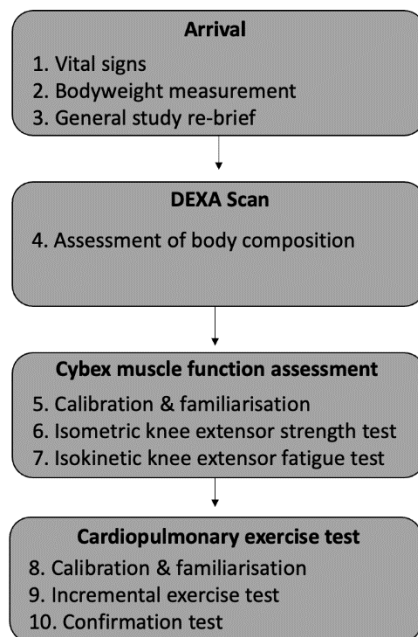 Arrival
1. Vital signs
2. Bodyweight measurement
3. General study re-brief
DEXA Scan
4. Assessment of body composition
Cybex muscle function assessment
5. Calibration & familiarisation
6. Isometric knee extensor strength test
7. Isokinetic knee extensor fatigue test
Cardiopulmonary exercise test
8. Calibration & familiarisation
9. Incremental exercise test
10. Confirmation test